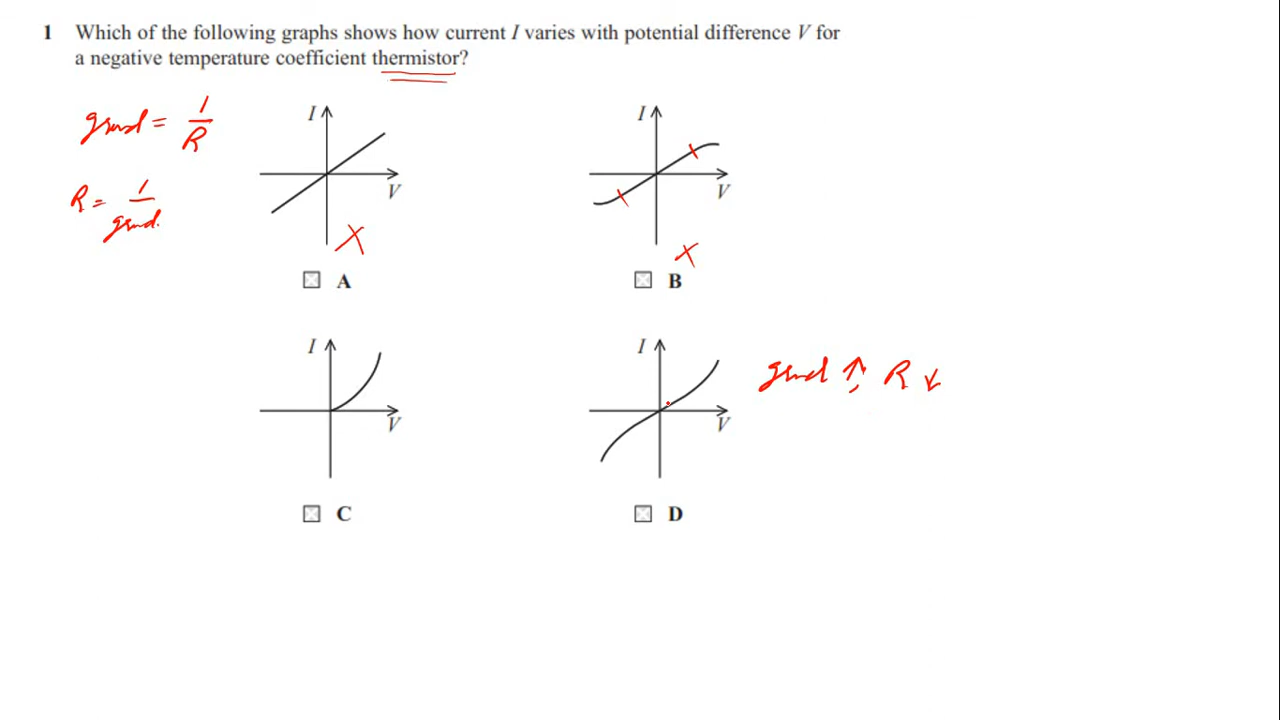 1 Which of the following graphs shows how current I varies with potential difference V for
a negative temperature coefficient thermistor?
grad = 1/R
R = 1/grad.
I
V
X
A
I
V
X
B
I
V
C
I
V
grad ↑, R ↓
D